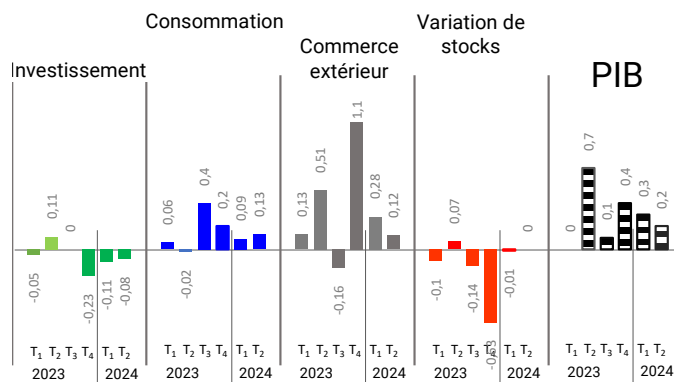 Investissement
Consommation
Commerce
extérieur
Variation de
stocks
PIB
-0,05
0,11
0
-0,23
-0,11
-0,08
0,06
-0,02
0,4
0,2
0,09
0,13
0,13
0,51
-0,16
1,1
0,28
0,12
-0,1
0,07
-0,14
-0,63
-0,01
0
0
0,7
0,1
0,4
0,3
0,2
T1 T2 T3 T4 T1 T2
T1 T2 T3 T4 T1 T2
T1 T2 T3 T4 T1 T2
T1 T2 T3 T4 T1 T2
T1 T2 T3 T4 T1 T2
2023 2024
2023 2024
2023 2024
2023 2024
2023 2024